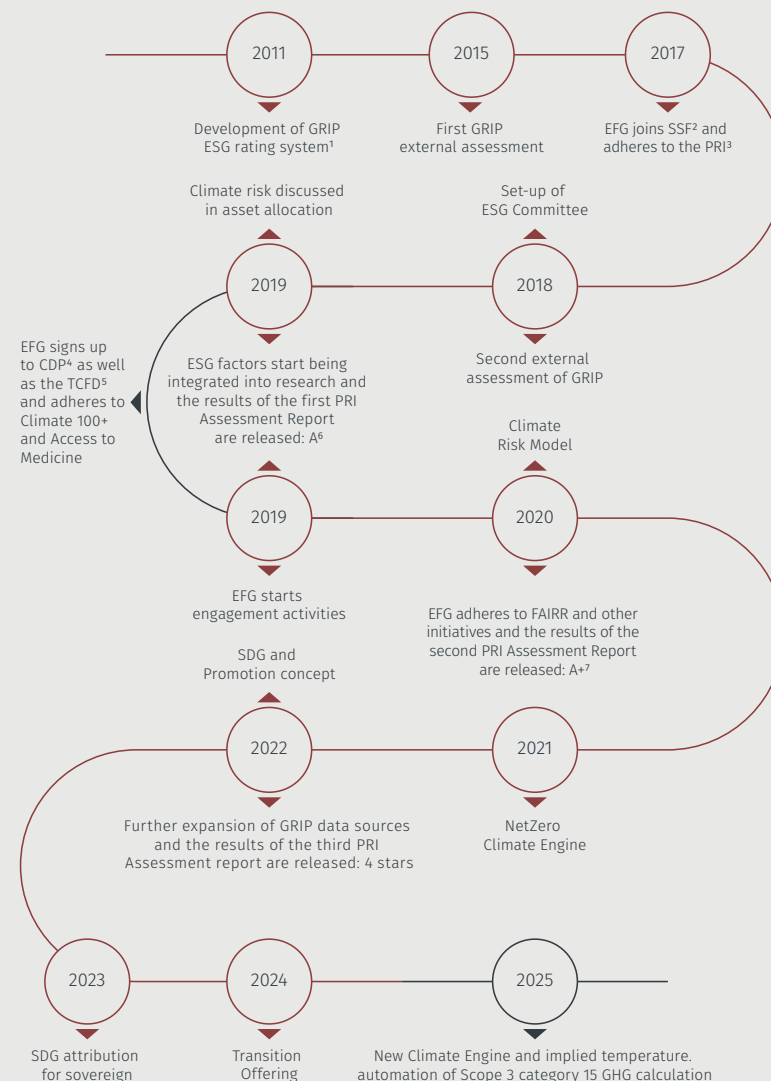 2011
2015
2017
Development of GRIP
ESG rating system¹
First GRIP
external assessment
EFG joins SSF² and
adheres to the PRI³
Climate risk discussed
in asset allocation
Set-up of
ESG Committee
2019
2018
ESG factors start being
integrated into research and
the results of the first PRI
Assessment Report
are released: A⁶
Second external
assessment of GRIP
EFG signs up
to CDP⁴ as well
as the TCFD⁵
and adheres to
Climate 100+
and Access to
Medicine
Climate
Risk Model
2019
2020
EFG starts
engagement activities
EFG adheres to FAIRR and other
initiatives and the results of the
second PRI Assessment Report
are released: A+⁷
SDG and
Promotion concept
2022
2021
Further expansion of GRIP data sources
and the results of the third PRI
Assessment report are released: 4 stars
NetZero
Climate Engine
2023
2024
2025
SDG attribution
for sovereign
Transition
Offering
New Climate Engine and implied temperature.
automation of Scope 3 category 15 GHG calculation